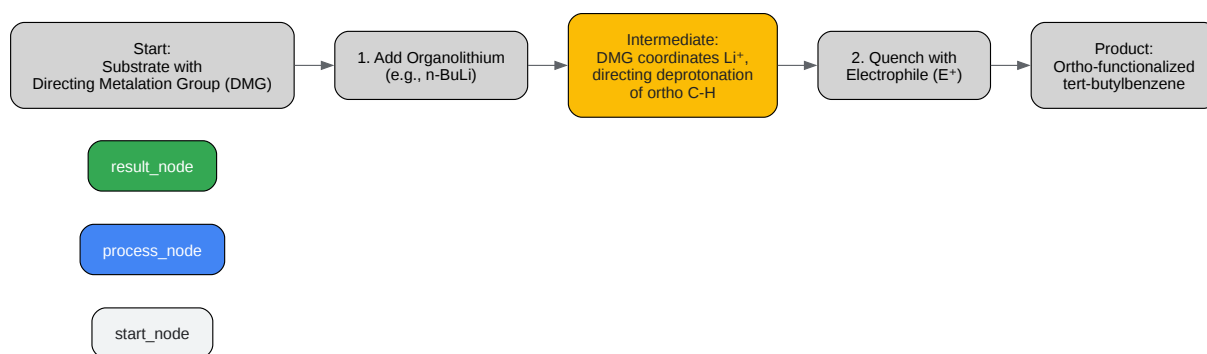 Start:
Substrate with
Directing Metalation Group (DMG)
1. Add Organolithium
(e.g., n-BuLi)
Intermediate:
DMG coordinates Li⁺,
directing deprotonation
of ortho C-H
2. Quench with
Electrophile (E⁺)
Product:
Ortho-functionalized
tert-butylbenzene
result_node
process_node
start_node